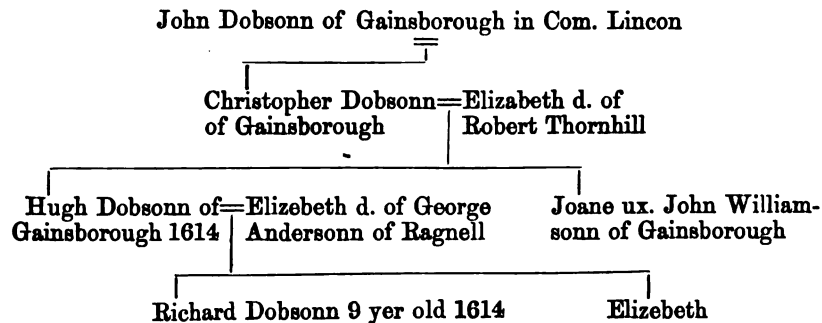 John Dobsonn of Gainsborough in Com. Lincon
Christopher Dobsonn=Elizabeth d. of
of Gainsborough Robert Thornhill
Hugh Dobsonn of=Elizebeth d. of George Joane ux. John William-
Gainsborough 1614 Andersonn of Ragnell sonn of Gainsborough
Richard Dobsonn 9 yer old 1614 Elizebeth